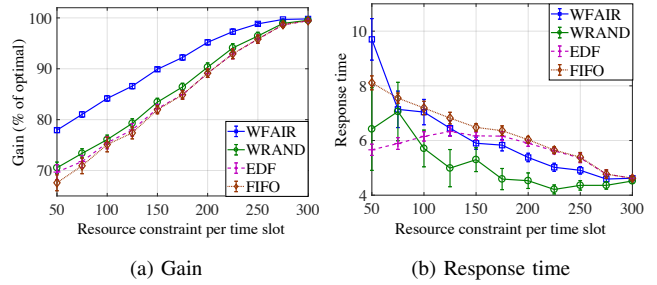 100
90
80
70
Gain (% of optimal)
WFAIR
WRAND
EDF
FIFO
50 100 150 200 250 300
Resource constraint per time slot
(a) Gain
10
8
6
4
Response time
WFAIR
WRAND
EDF
FIFO
50 100 150 200 250 300
Resource constraint per time slot
(b) Response time